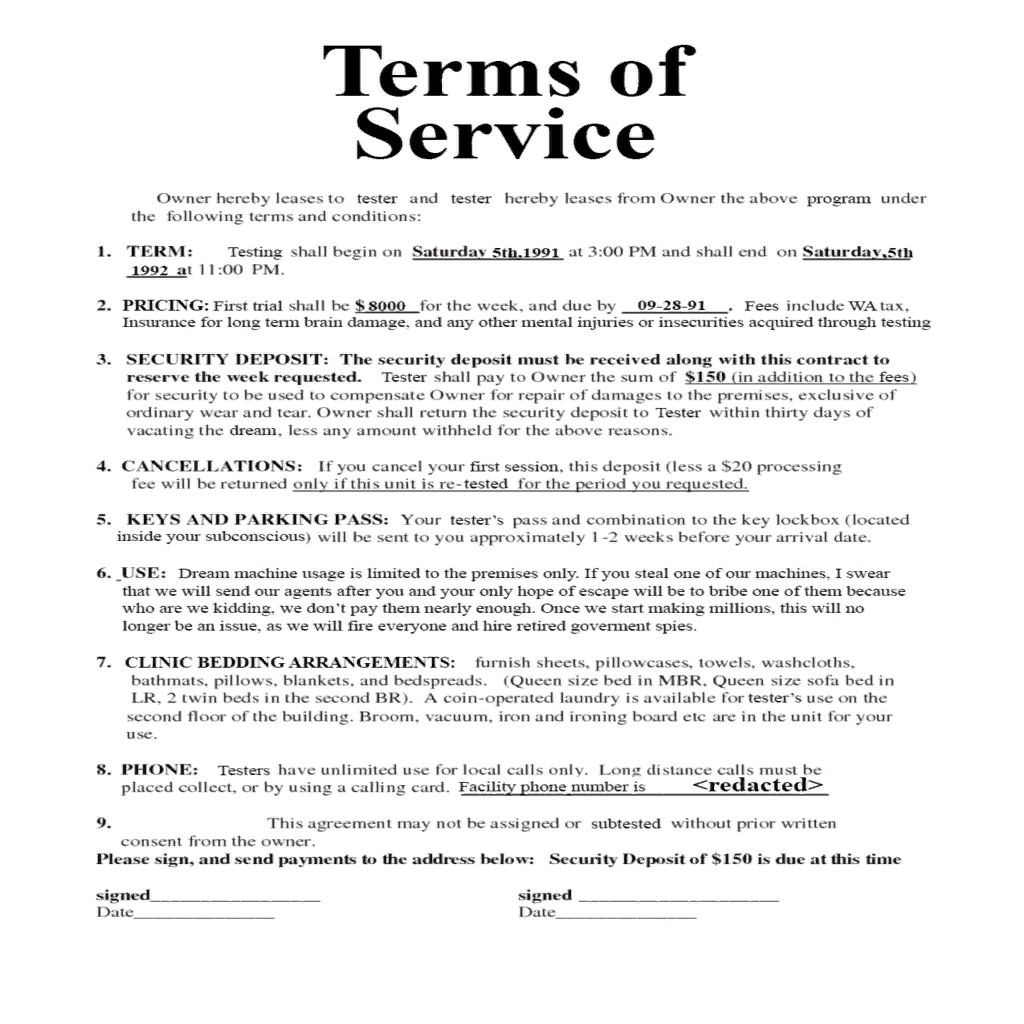 Terms of
Service
Owner hereby leases to tester and tester hereby leases from Owner the above program under
the following terms and conditions:
1. TERM: Testing shall begin on Saturday 5th,1991 at 3:00 PM and shall end on Saturday,5th
1992 at 11:00 PM.
2. PRICING: First trial shall be $ 8000 for the week, and due by 09-28-91 . Fees include WA tax,
Insurance for long term brain damage, and any other mental injuries or insecurities acquired through testing
3. SECURITY DEPOSIT: The security deposit must be received along with this contract to
reserve the week requested. Tester shall pay to Owner the sum of $150 (in addition to the fees)
for security to be used to compensate Owner for repair of damages to the premises, exclusive of
ordinary wear and tear. Owner shall return the security deposit to Tester within thirty days of
vacating the dream, less any amount withheld for the above reasons.
4. CANCELLATIONS: If you cancel your first session, this deposit (less a $20 processing
fee will be returned only if this unit is re-tested for the period you requested.
5. KEYS AND PARKING PASS: Your tester's pass and combination to the key lockbox (located
inside your subconscious) will be sent to you approximately 1-2 weeks before your arrival date.
6. USE: Dream machine usage is limited to the premises only. If you steal one of our machines, I swear
that we will send our agents after you and your only hope of escape will be to bribe one of them because
who are we kidding, we don't pay them nearly enough. Once we start making millions, this will no
longer be an issue, as we will fire everyone and hire retired goverment spies.
7. CLINIC BEDDING ARRANGEMENTS: furnish sheets, pillowcases, towels, washcloths,
bathmats, pillows, blankets, and bedspreads. (Queen size bed in MBR, Queen size sofa bed in
LR, 2 twin beds in the second BR). A coin-operated laundry is available for tester's use on the
second floor of the building. Broom, vacuum, iron and ironing board etc are in the unit for your
use.
8. PHONE: Testers have unlimited use for local calls only. Long distance calls must be
placed collect, or by using a calling card. Facility phone number is <redacted>
9. This agreement may not be assigned or subtested without prior written
consent from the owner.
Please sign, and send payments to the address below: Security Deposit of $150 is due at this time
signed__________________ signed _____________________
Date_______________ Date_______________